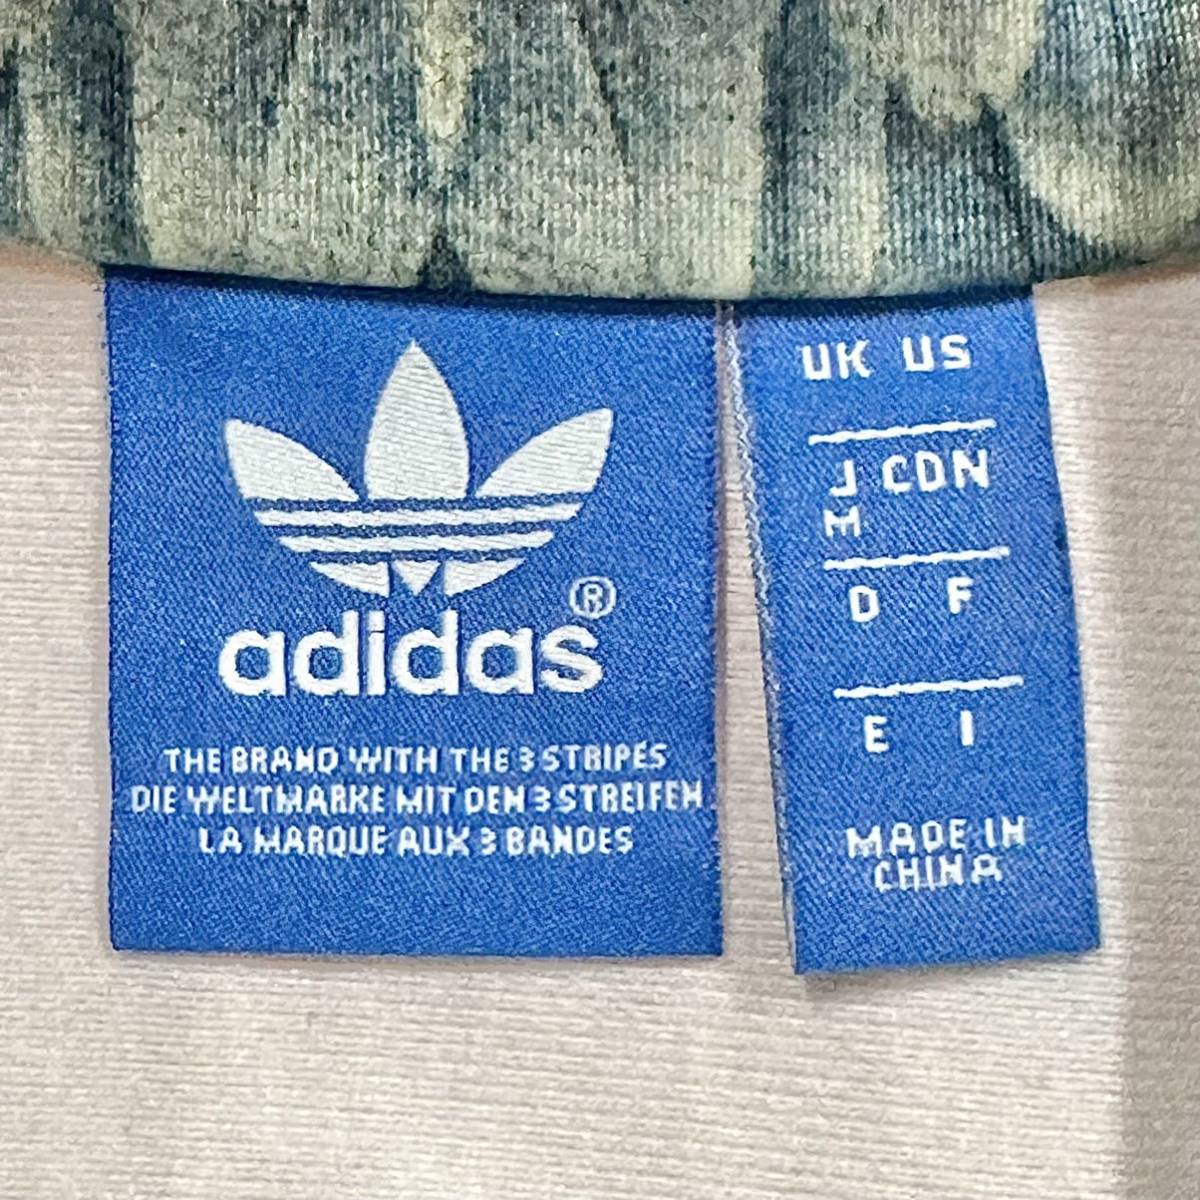 adidas®
THE BRAND WITH THE 3 STRIPES
DIE WELTMARKE MIT DEN 3 STREIFEN
LA MARQUE AUX 3 BANDES
UK US
J CDN
M
D F
E I
MADE IN
CHINA